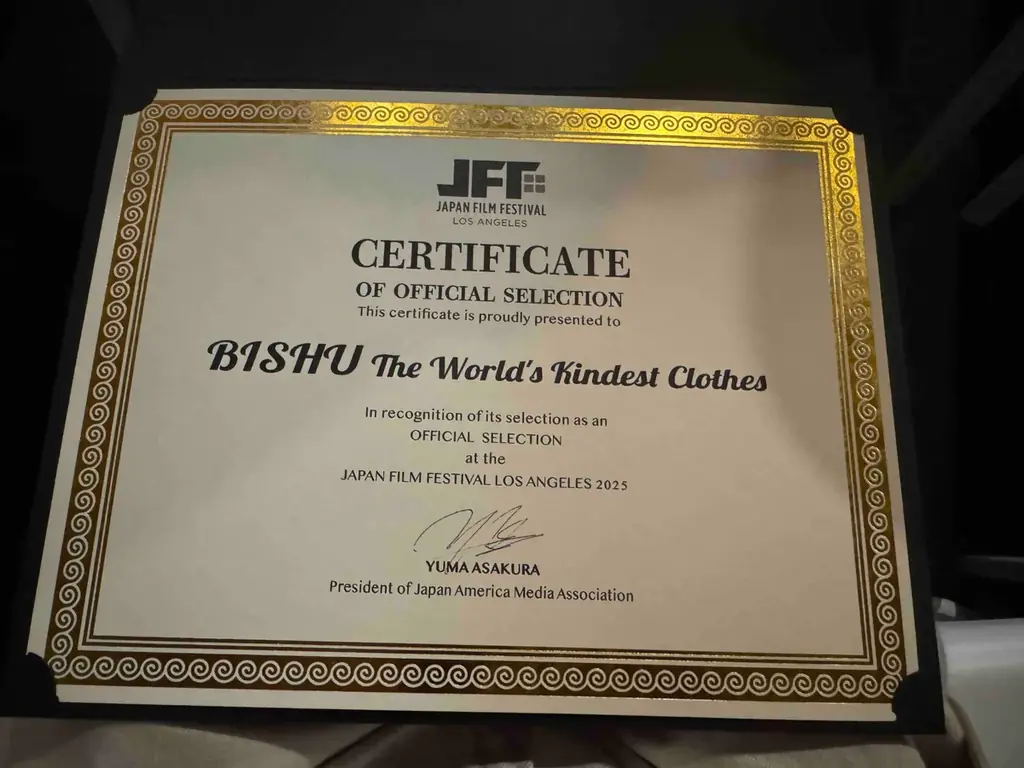 JFF
JAPAN FILM FESTIVAL
LOS ANGELES
CERTIFICATE
OF OFFICIAL SELECTION
This certificate is proudly presented to
BISHU The World's Kindest Clothes
In recognition of its selection as an
OFFICIAL SELECTION
at the
JAPAN FILM FESTIVAL LOS ANGELES 2025
YUMA ASAKURA
President of Japan America Media Association